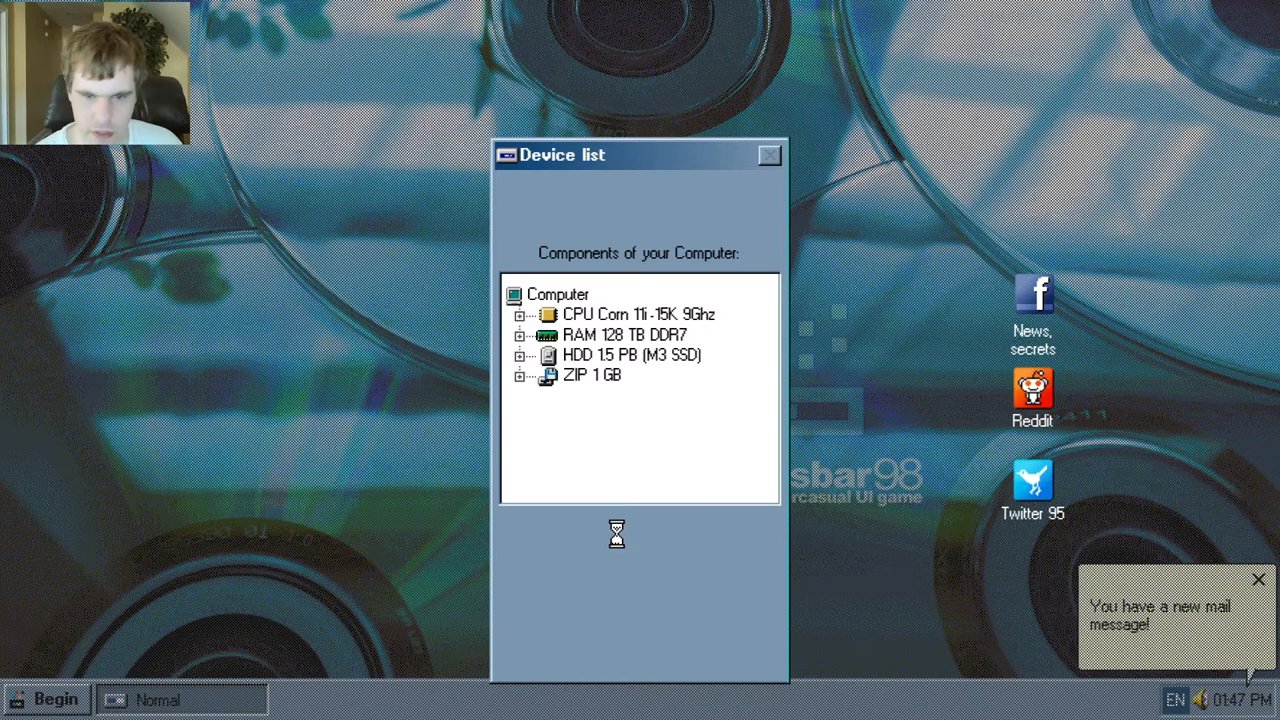 Device list
Components of your Computer:
Computer
CPU Corn 11i-15K 9Ghz
RAM 128 TB DDR7
HDD 1.5 PB (M3 SSD)
ZIP 1 GB
News,
secrets
Reddit
Twitter 95
sbar98
rcasual UI game
You have a new mail
message!
Begin
Normal
EN
01:47 PM